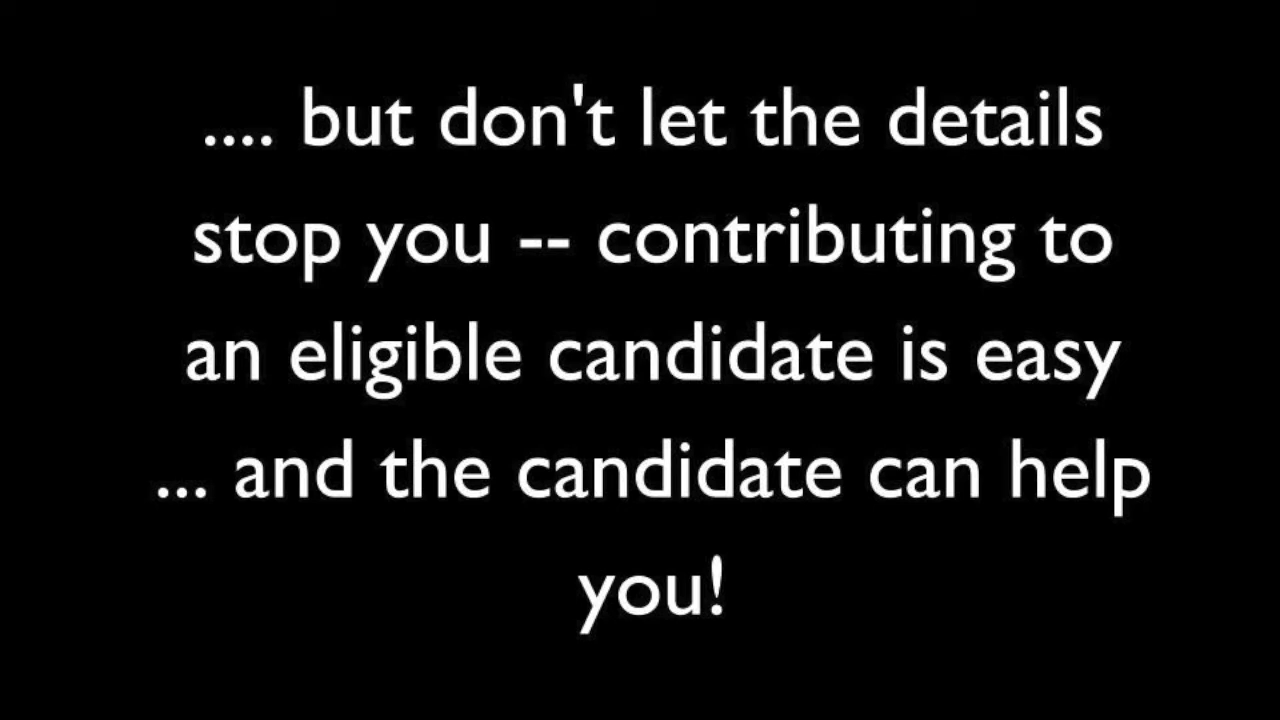 .... but don't let the details
stop you -- contributing to
an eligible candidate is easy
... and the candidate can help
you!